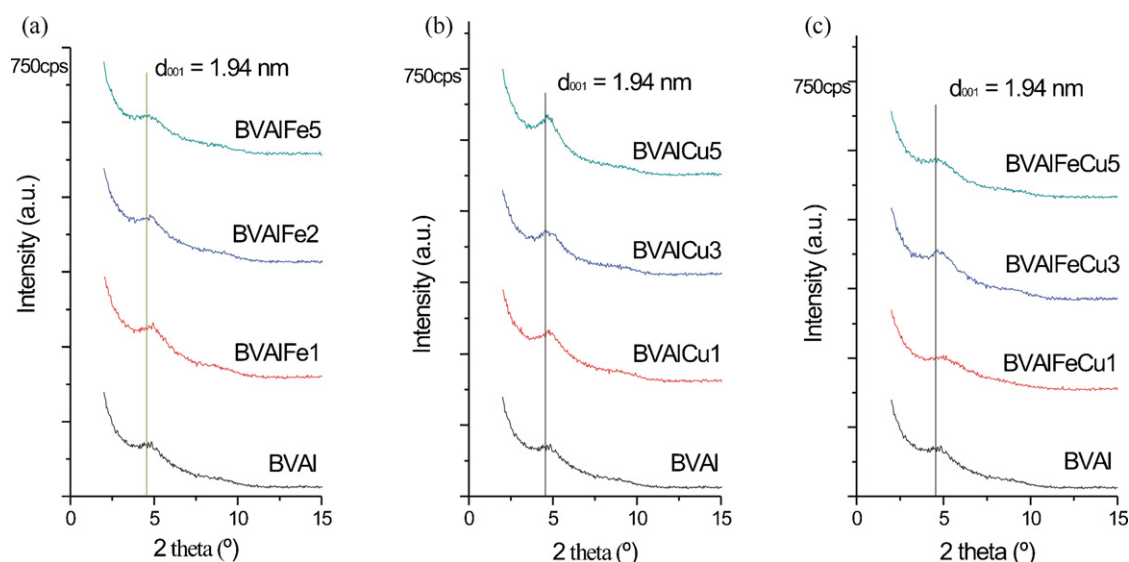 (a)
750cps
d001 = 1.94 nm
BVAlFe5
BVAlFe2
BVAlFe1
BVAl
Intensity (a.u.)
0 5 10 15
2 theta (º)
(b)
750cps
d001 = 1.94 nm
BVAlCu5
BVAlCu3
BVAlCu1
BVAl
Intensity (a.u.)
0 5 10 15
2 theta (º)
(c)
750cps
d001 = 1.94 nm
BVAlFeCu5
BVAlFeCu3
BVAlFeCu1
BVAl
Intensity (a.u.)
0 5 10 15
2 theta (º)